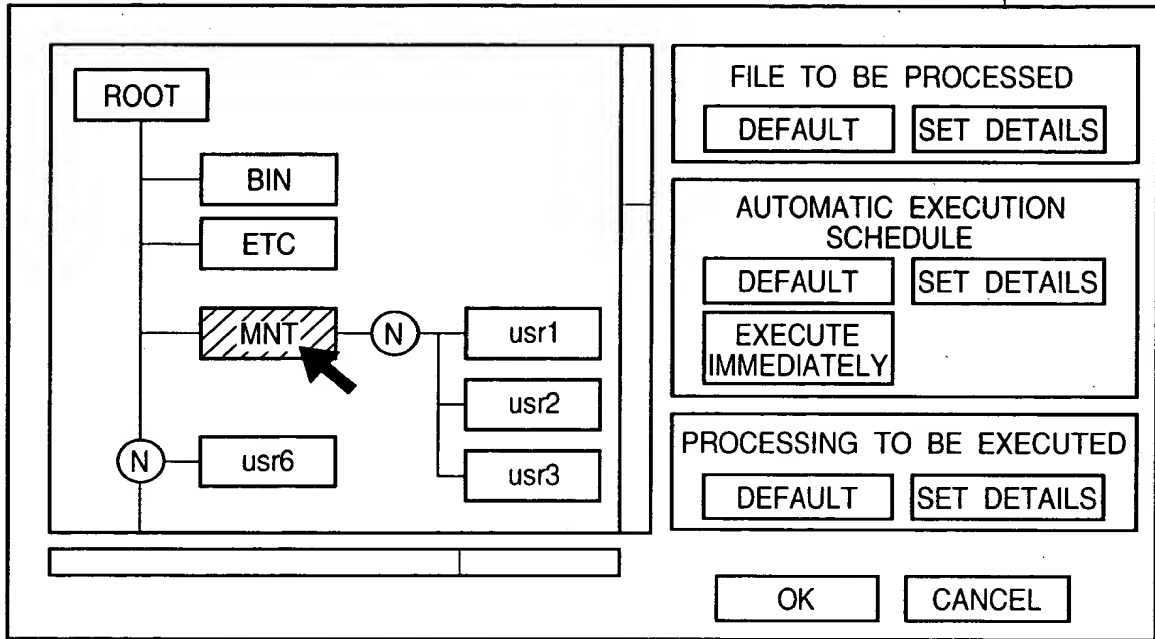 ROOT
BIN
ETC
MNT
N
usr1
usr2
usr3
N
usr6
FILE TO BE PROCESSED
DEFAULT
SET DETAILS
AUTOMATIC EXECUTION
SCHEDULE
DEFAULT
SET DETAILS
EXECUTE
IMMEDIATELY
PROCESSING TO BE EXECUTED
DEFAULT
SET DETAILS
OK
CANCEL